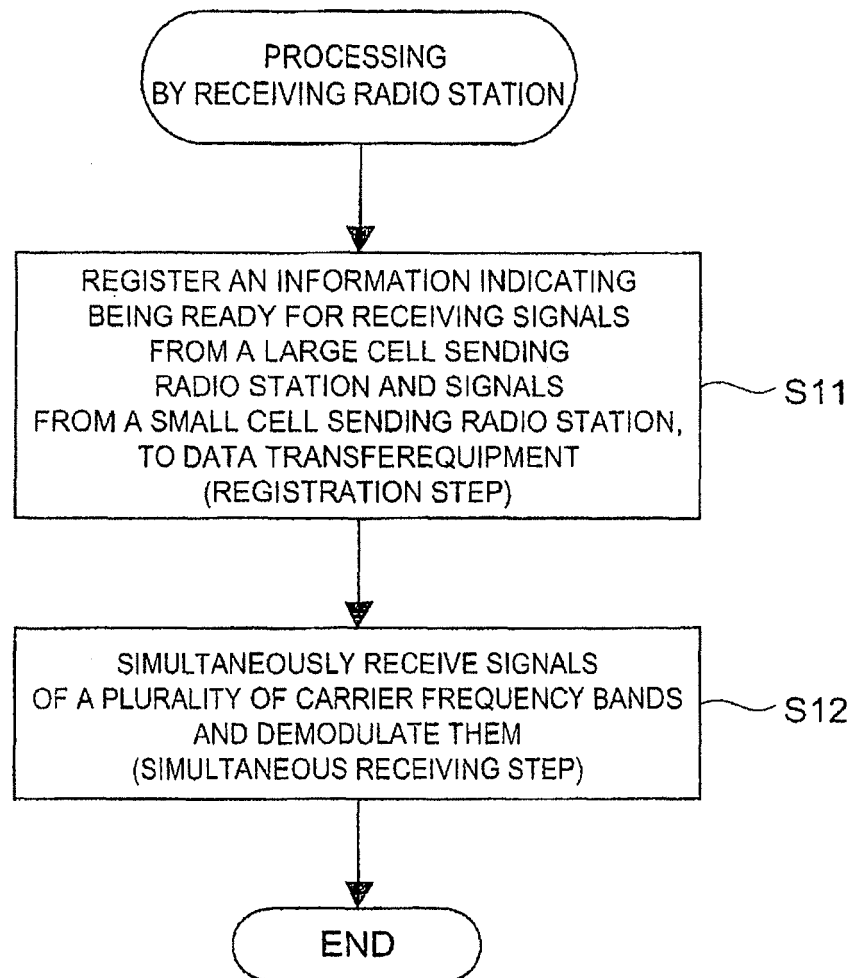 PROCESSING
BY RECEIVING RADIO STATION
REGISTER AN INFORMATION INDICATING
BEING READY FOR RECEIVING SIGNALS
FROM A LARGE CELL SENDING
RADIO STATION AND SIGNALS
FROM A SMALL CELL SENDING RADIO STATION,
TO DATA TRANSFEREQUIPMENT
(REGISTRATION STEP)
S11
SIMULTANEOUSLY RECEIVE SIGNALS
OF A PLURALITY OF CARRIER FREQUENCY BANDS
AND DEMODULATE THEM
(SIMULTANEOUS RECEIVING STEP)
S12
END